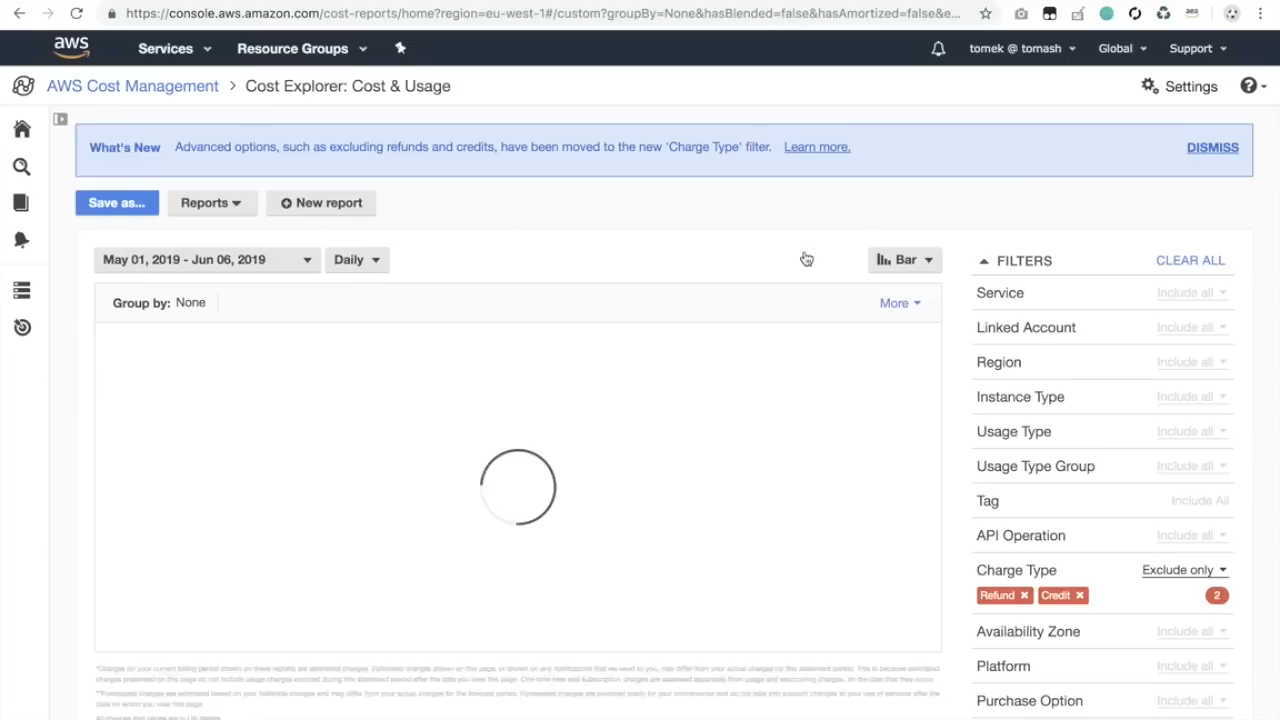 https://console.aws.amazon.com/cost-reports/home?region=eu-west-1#/custom?groupBy=None&hasBlended=false&hasAmortized=false&e...
aws Services Resource Groups tomek @ tomash Global Support
AWS Cost Management > Cost Explorer: Cost & Usage Settings
What's New Advanced options, such as excluding refunds and credits, have been moved to the new 'Charge Type' filter. Learn more. DISMISS
Save as... Reports New report
May 01, 2019 - Jun 06, 2019 Daily Bar
Group by: None More
FILTERS CLEAR ALL
Service Include all
Linked Account Include all
Region Include all
Instance Type Include all
Usage Type Include all
Usage Type Group Include all
Tag Include All
API Operation Include all
Charge Type Exclude only
Refund × Credit × 2
Availability Zone Include all
Platform Include all
Purchase Option Include all